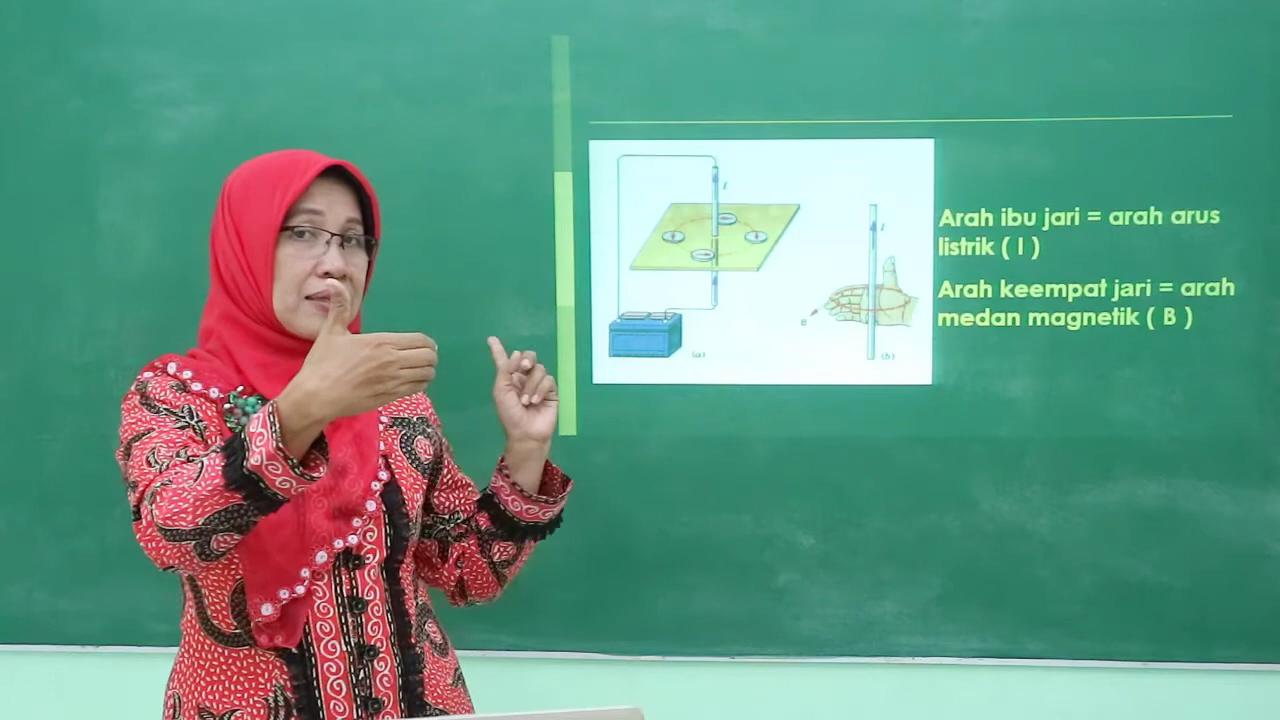 I
I
B
(a)
(b)
Arah ibu jari = arah arus
listrik ( I )
Arah keempat jari = arah
medan magnetik ( B )